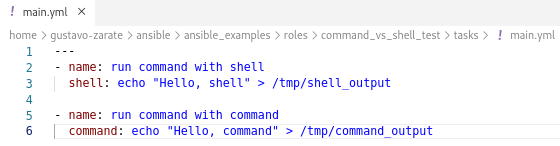 ! main.yml ×
home > gustavo-zarate > ansible > ansible_examples > roles > command_vs_shell_test > tasks > ! main.yml
1 ---
2 - name: run command with shell
3 shell: echo "Hello, shell" > /tmp/shell_output
4
5 - name: run command with command
6 command: echo "Hello, command" > /tmp/command_output